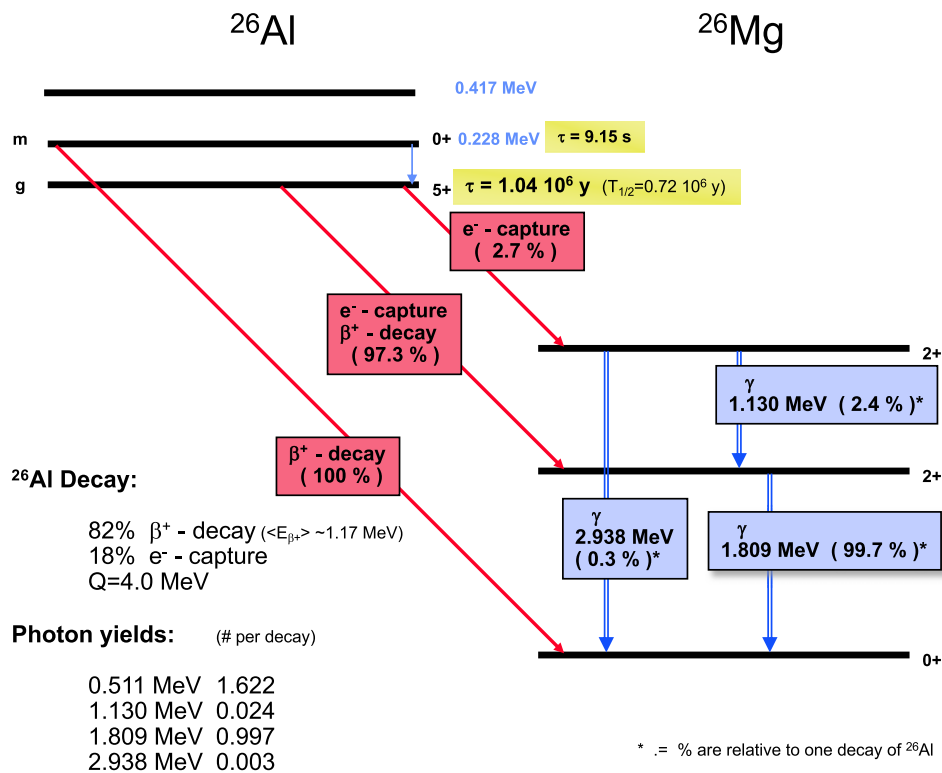 ²⁶Al
²⁶Mg
0.417 MeV
m
0+ 0.228 MeV
τ = 9.15 s
g
5+
τ = 1.04 10⁶ y (T₁/₂=0.72 10⁶ y)
e⁻ - capture
( 2.7 % )
e⁻ - capture
β⁺ - decay
( 97.3 % )
2+
γ
1.130 MeV ( 2.4 % )*
β⁺ - decay
( 100 % )
2+
γ
2.938 MeV
( 0.3 % )*
γ
1.809 MeV ( 99.7 % )*
0+
²⁶Al Decay:
82% β⁺ - decay (<Eβ+> ~1.17 MeV)
18% e⁻ - capture
Q=4.0 MeV
Photon yields: (# per decay)
0.511 MeV 1.622
1.130 MeV 0.024
1.809 MeV 0.997
2.938 MeV 0.003
* .= % are relative to one decay of ²⁶Al